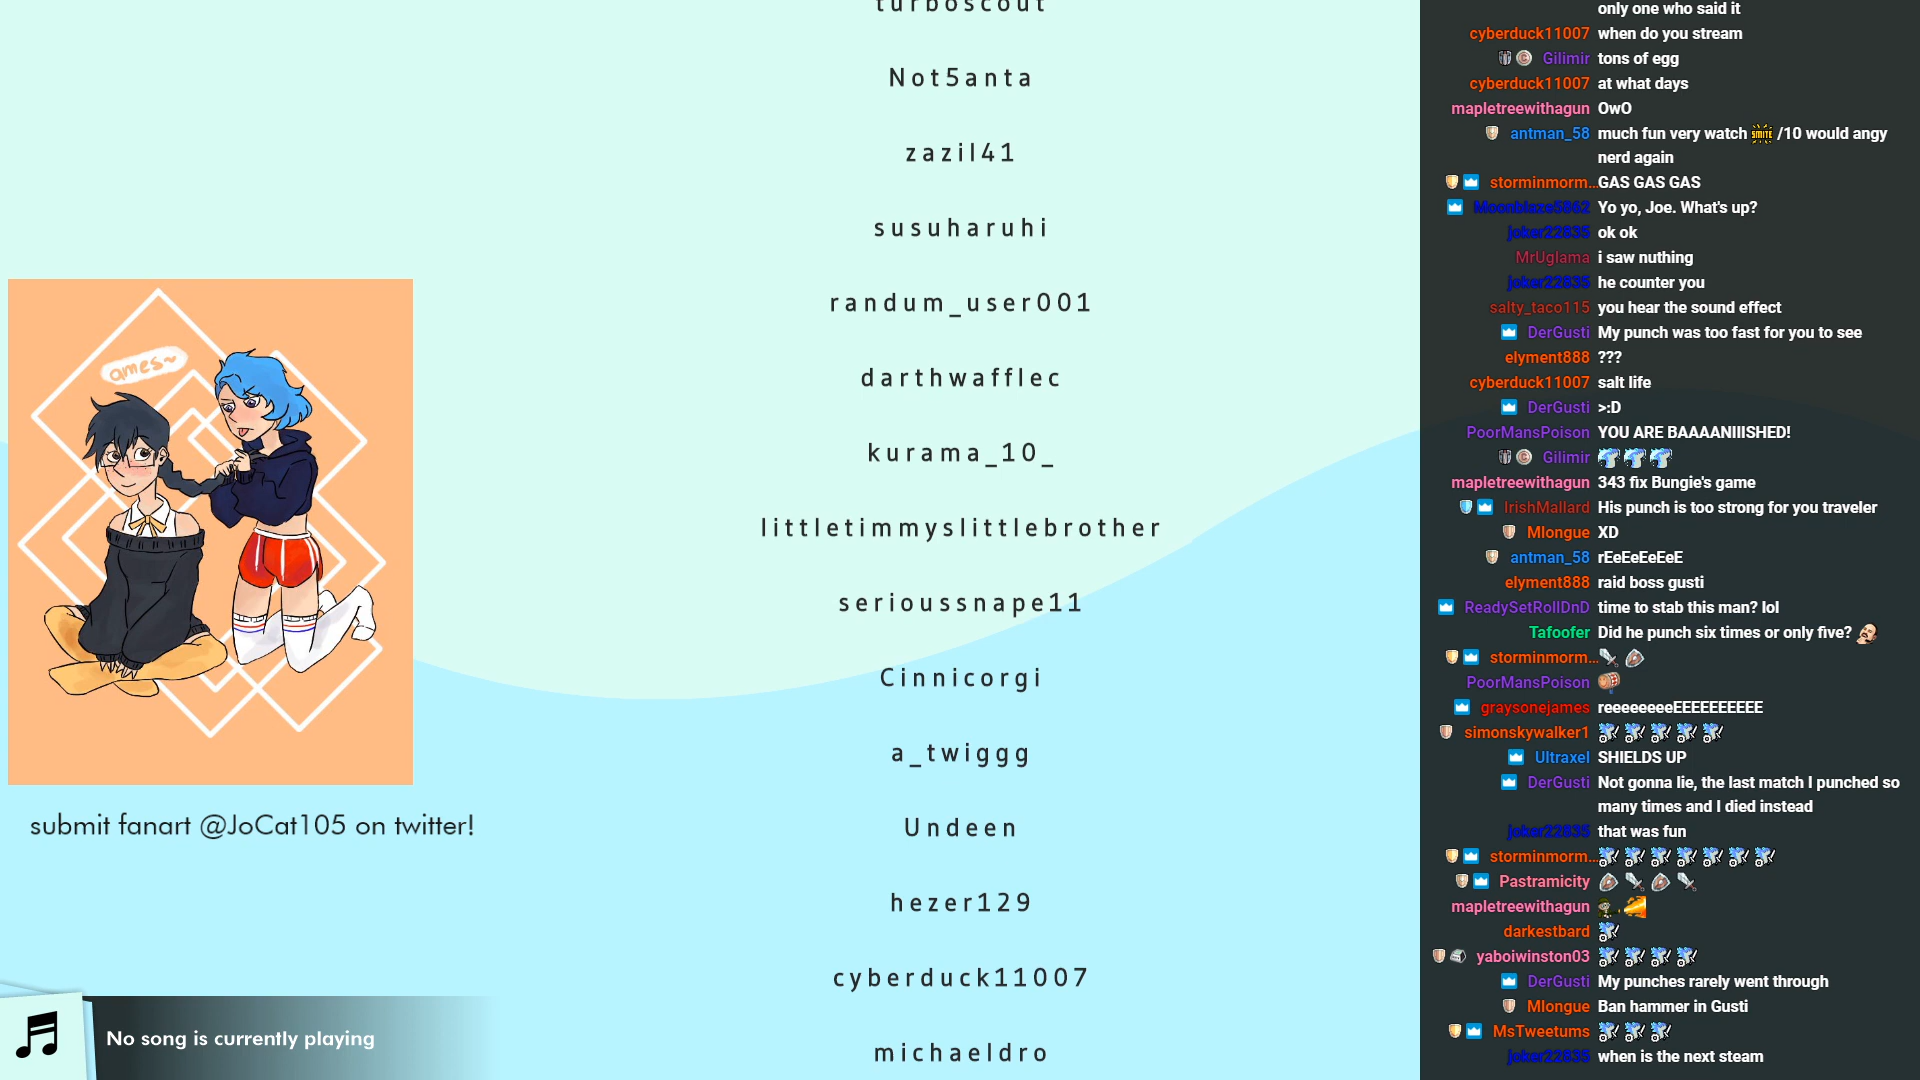 turboscout
Not5anta
zazil41
susuharuhi
randum_user001
darthwafflec
kurama_10_
littletimmyslittlebrother
serioussnape11
Cinnicorgi
a_twiggg
Undeen
hezer129
cyberduck11007
michaeldro
ames~
submit fanart @JoCat105 on twitter!
No song is currently playing
only one who said it
cyberduck11007 when do you stream
Gilimir tons of egg
cyberduck11007 at what days
mapletreewithagun OwO
antman_58 much fun very watch SMITE /10 would angy
nerd again
storminmorm... GAS GAS GAS
Moonblaze5862 Yo yo, Joe. What's up?
joker22835 ok ok
MrUglama i saw nuthing
joker22835 he counter you
salty_taco115 you hear the sound effect
DerGusti My punch was too fast for you to see
elyment888 ???
cyberduck11007 salt life
DerGusti >:D
PoorMansPoison YOU ARE BAAAANIIISHED!
Gilimir
mapletreewithagun 343 fix Bungie's game
IrishMallard His punch is too strong for you traveler
Mlongue XD
antman_58 rEeEeEeEeE
elyment888 raid boss gusti
ReadySetRollDnD time to stab this man? lol
Tafoofer Did he punch six times or only five?
storminmorm...
PoorMansPoison
graysonejames reeeeeeeeEEEEEEEEEE
simonskywalker1
Ultraxel SHIELDS UP
DerGusti Not gonna lie, the last match I punched so
many times and I died instead
joker22835 that was fun
storminmorm...
Pastramicity
mapletreewithagun
darkestbard
yaboiwinston03
DerGusti My punches rarely went through
Mlongue Ban hammer in Gusti
MsTweetums
joker22835 when is the next steam